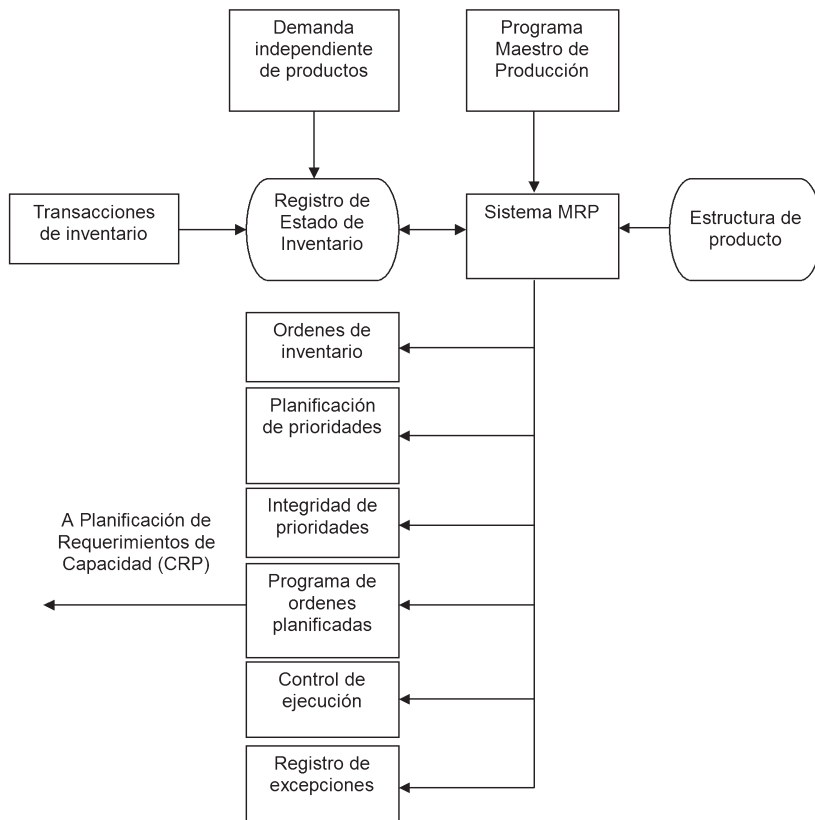 Demanda
independiente
de productos
Programa
Maestro de
Producción
Transacciones
de inventario
Registro de
Estado de
Inventario
Sistema MRP
Estructura de
producto
Ordenes de
inventario
Planificación
de prioridades
Integridad de
prioridades
A Planificación de
Requerimientos de
Capacidad (CRP)
Programa de
ordenes
planificadas
Control de
ejecución
Registro de
excepciones